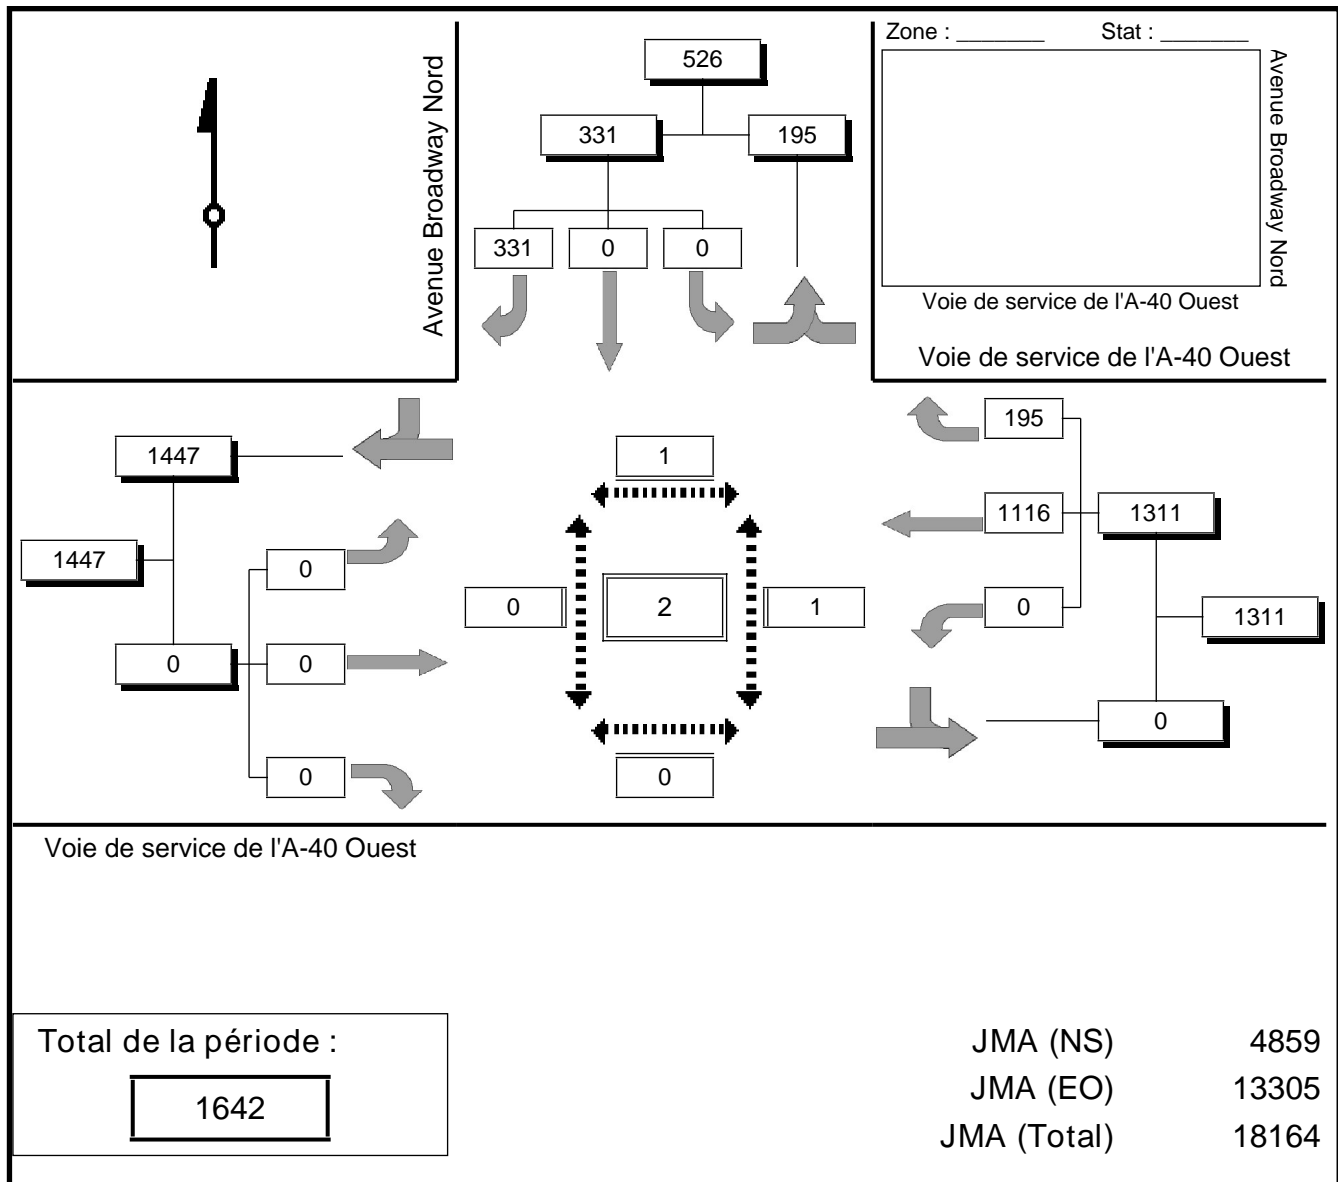 Avenue Broadway Nord
526
331
195
331
0
0
Zone : _______ Stat : _______
Avenue Broadway Nord
Voie de service de l'A-40 Ouest
Voie de service de l'A-40 Ouest
1447
1447
0
0
0
0
1
0
2
1
0
195
1116
1311
0
1311
0
Voie de service de l'A-40 Ouest
Total de la période :
1642
JMA (NS) 4859
JMA (EO) 13305
JMA (Total) 18164